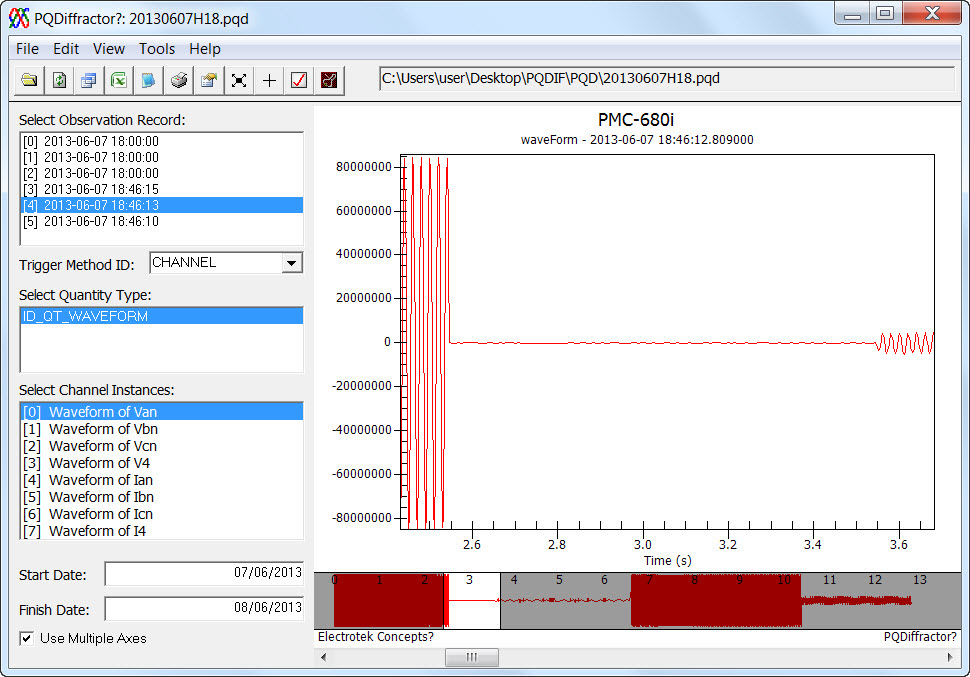 PQDiffractor?: 20130607H18.pqd
File Edit View Tools Help
C:\Users\user\Desktop\PQDIF\PQD\20130607H18.pqd
Select Observation Record:
[0] 2013-06-07 18:00:00
[1] 2013-06-07 18:00:00
[2] 2013-06-07 18:00:00
[3] 2013-06-07 18:46:15
[4] 2013-06-07 18:46:13
[5] 2013-06-07 18:46:10
Trigger Method ID: CHANNEL
Select Quantity Type:
ID_QT_WAVEFORM
Select Channel Instances:
[0] Waveform of Van
[1] Waveform of Vbn
[2] Waveform of Vcn
[3] Waveform of V4
[4] Waveform of Ian
[5] Waveform of Ibn
[6] Waveform of Icn
[7] Waveform of I4
Start Date: 07/06/2013
Finish Date: 08/06/2013
Use Multiple Axes
PMC-680i
waveForm - 2013-06-07 18:46:12.809000
80000000
60000000
40000000
20000000
0
-20000000
-40000000
-60000000
-80000000
2.6 2.8 3.0 3.2 3.4 3.6
Time (s)
0 1 2 3 4 5 6 7 8 9 10 11 12 13
Electrotek Concepts? PQDiffractor?